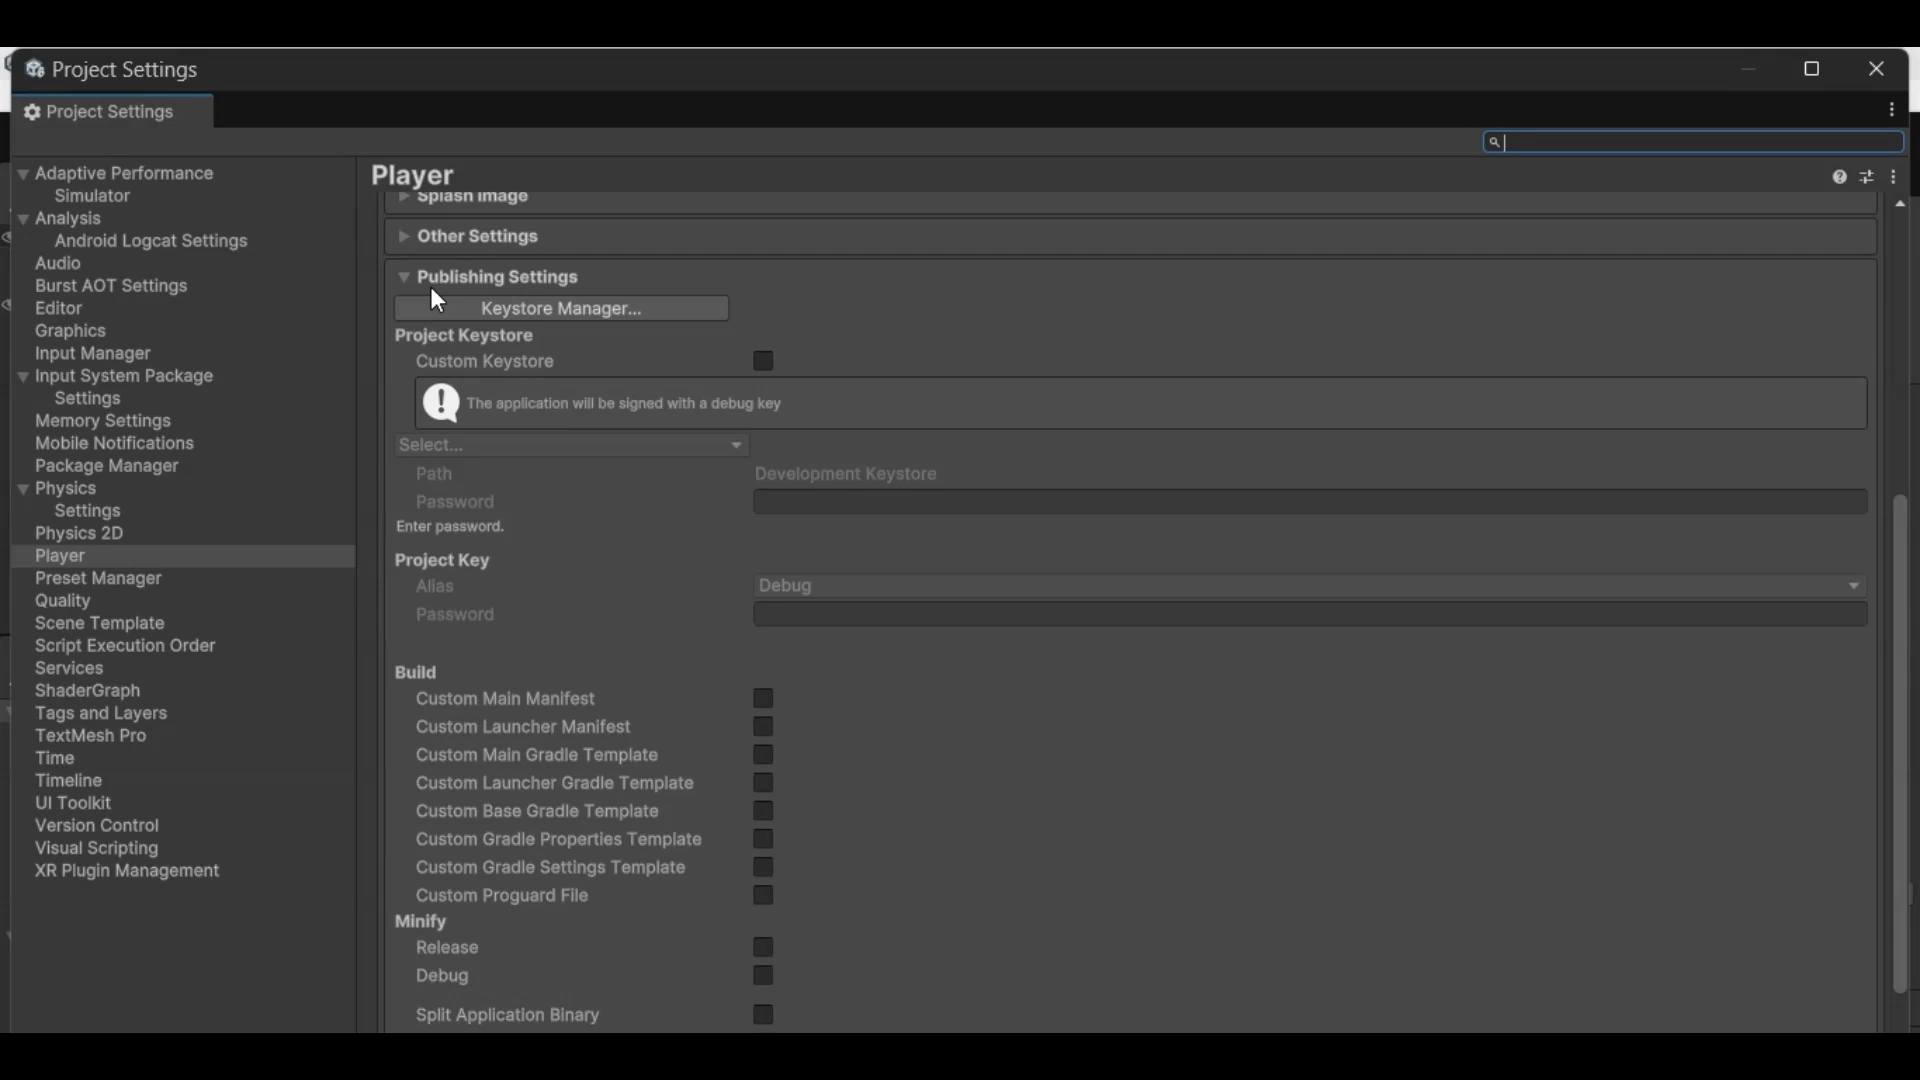 Project Settings
Project Settings
Adaptive Performance
Simulator
Analysis
Android Logcat Settings
Audio
Burst AOT Settings
Editor
Graphics
Input Manager
Input System Package
Settings
Memory Settings
Mobile Notifications
Package Manager
Physics
Settings
Physics 2D
Player
Preset Manager
Quality
Scene Template
Script Execution Order
Services
ShaderGraph
Tags and Layers
TextMesh Pro
Time
Timeline
UI Toolkit
Version Control
Visual Scripting
XR Plugin Management
Player
Splash Image
Other Settings
Publishing Settings
Keystore Manager...
Project Keystore
Custom Keystore
The application will be signed with a debug key
Select...
Path Development Keystore
Password
Enter password.
Project Key
Alias Debug
Password
Build
Custom Main Manifest
Custom Launcher Manifest
Custom Main Gradle Template
Custom Launcher Gradle Template
Custom Base Gradle Template
Custom Gradle Properties Template
Custom Gradle Settings Template
Custom Proguard File
Minify
Release
Debug
Split Application Binary